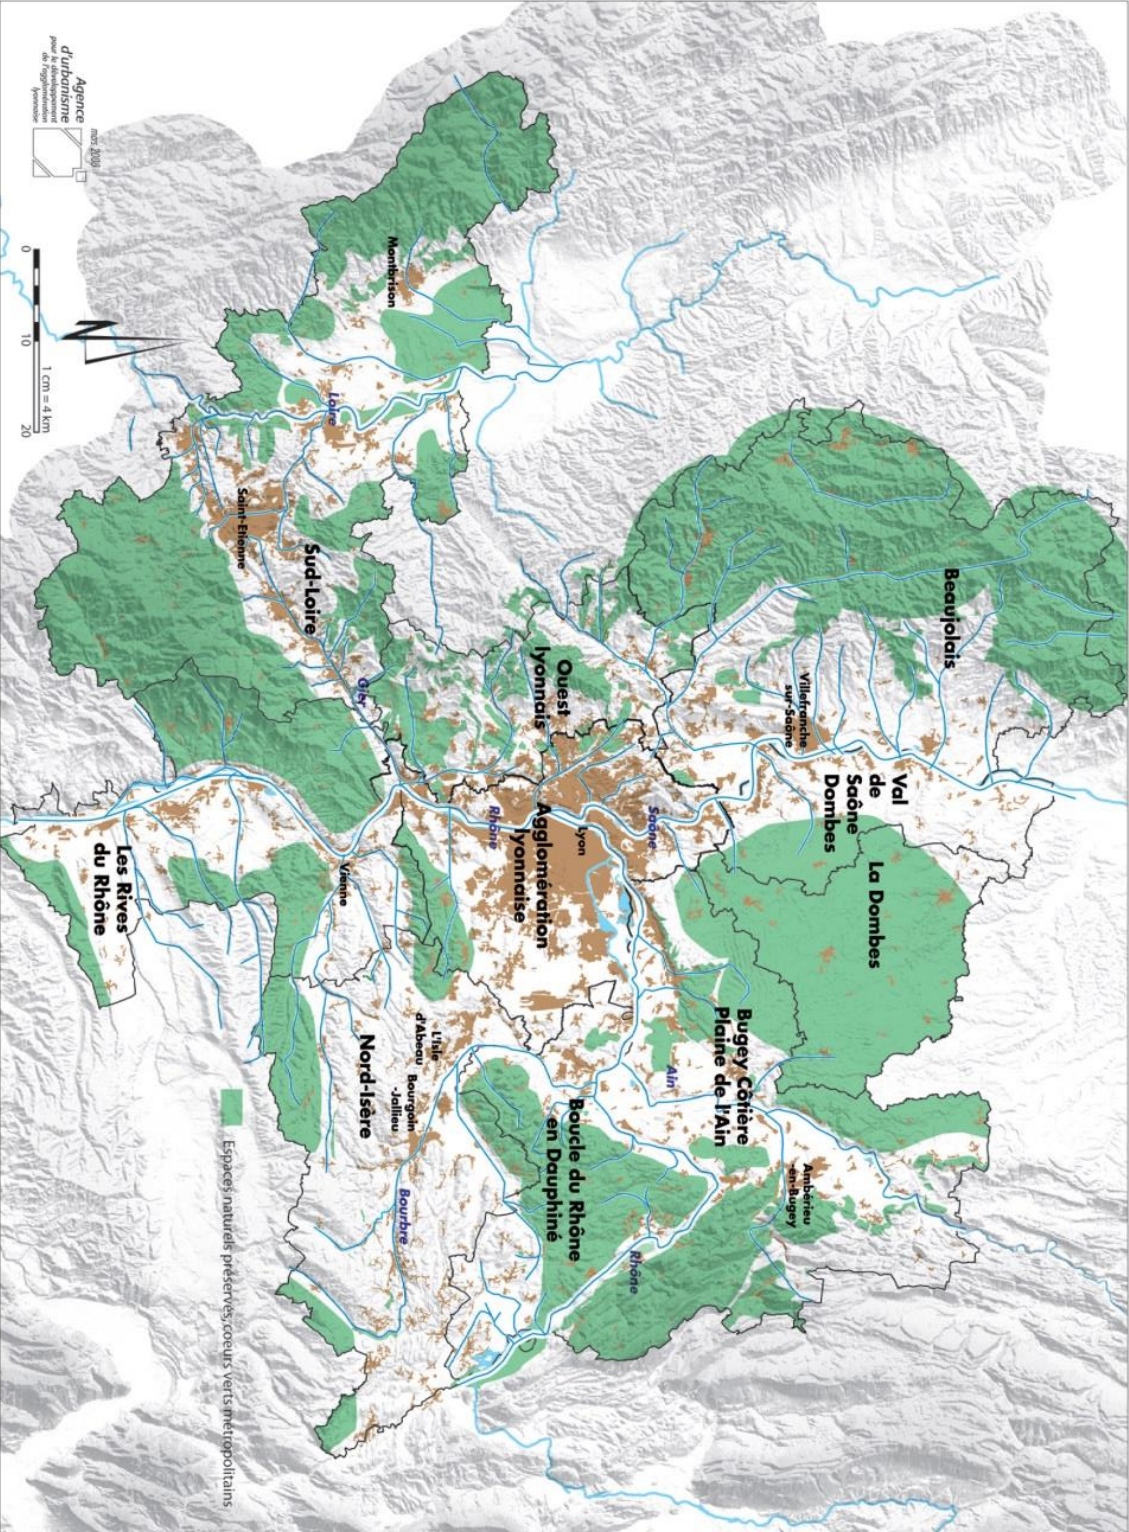 Beaujolais
Val
de
Saône
Dombes
La Dombes
Villefranche
sur-Saône
Ambérieu
-en-Bugey
Bugey Côtière
Plaine de l'Ain
Ain
Saône
Rhône
Lyon
Boucle du Rhône
en Dauphiné
Ouest
lyonnais
Agglomération
lyonnaise
Rhône
L'Isle
d'Abeau
Bourgoin
-Jallieu
Bourbre
Montbrison
Nord-Isère
Gier
Vienne
Loire
Sud-Loire
Saint-Etienne
Espaces naturels préservés, coeurs verts métropolitains
Les Rives
du Rhône
mars 2008
Agence
d'urbanisme
pour le développement
de l'agglomération
lyonnaise
N
1 cm = 4 km
0 10 20